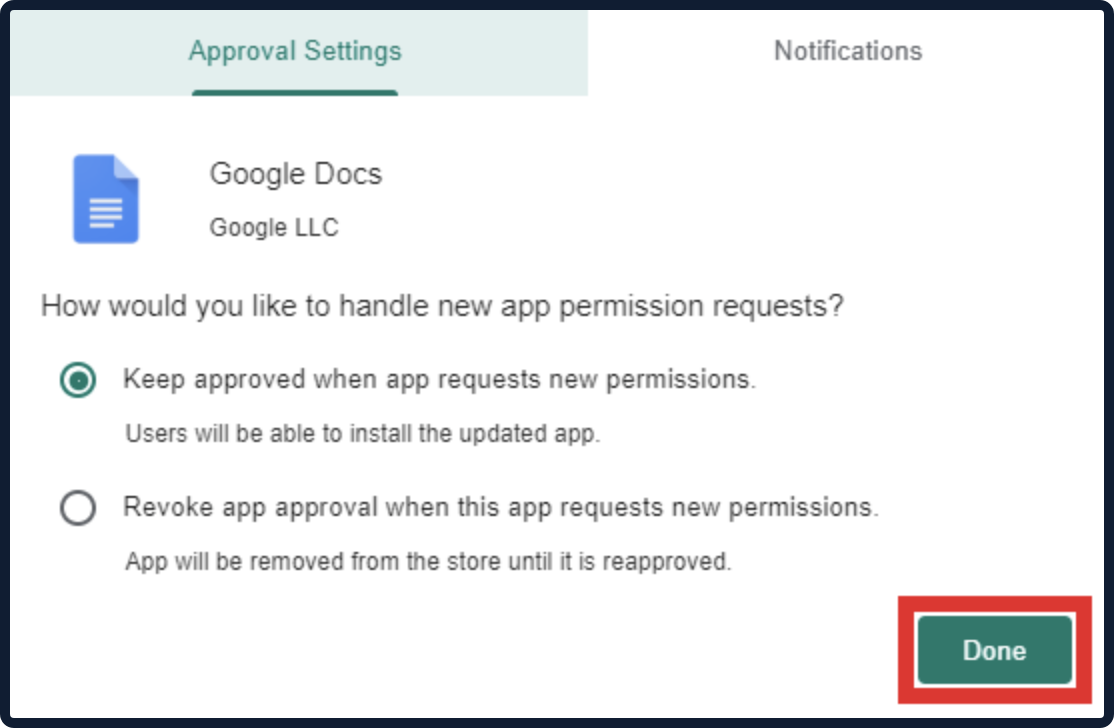 Approval Settings
Notifications
Google Docs
Google LLC
How would you like to handle new app permission requests?
Keep approved when app requests new permissions.
Users will be able to install the updated app.
Revoke app approval when this app requests new permissions.
App will be removed from the store until it is reapproved.
Done